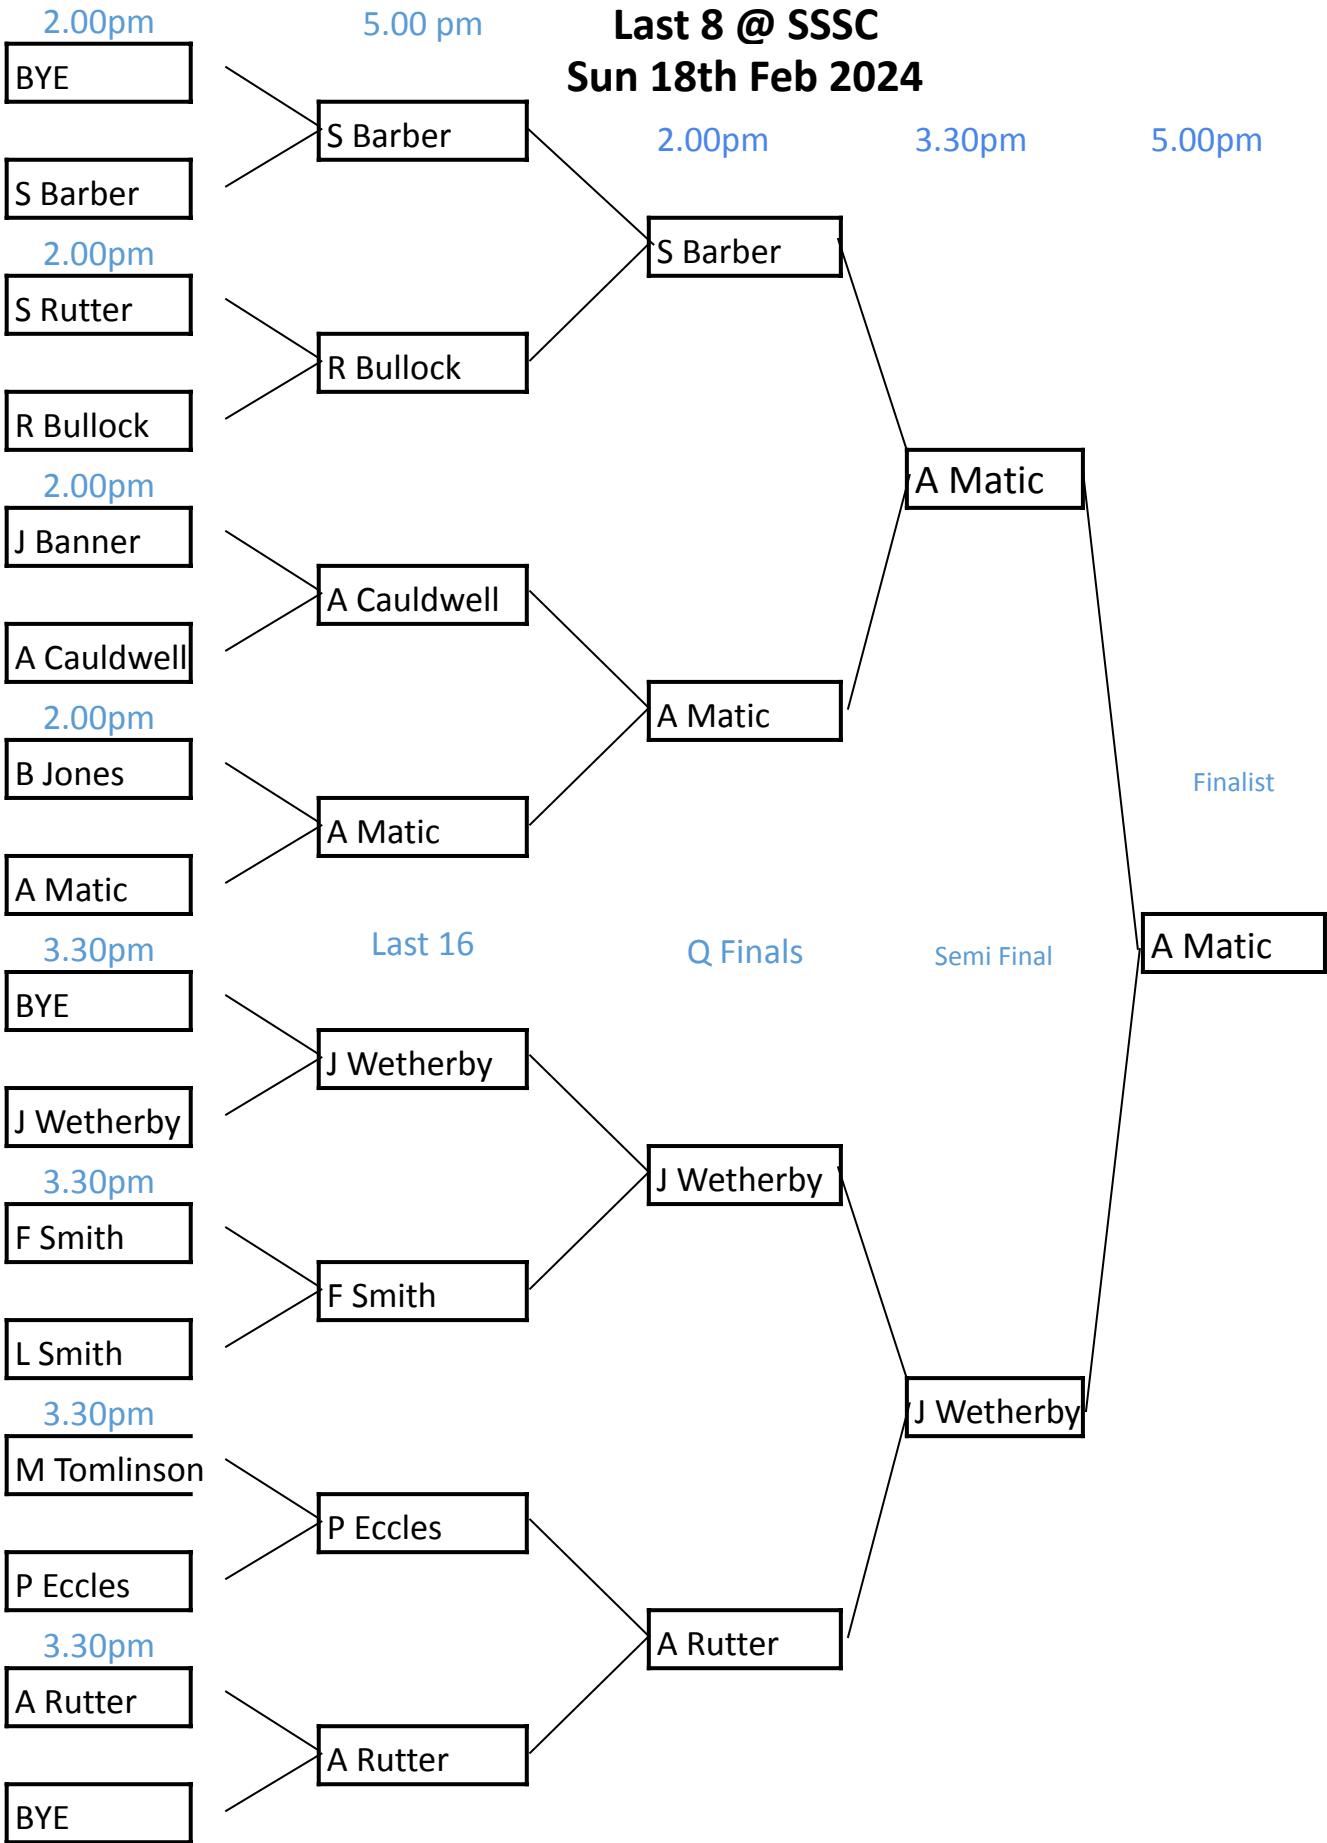 2.00pm
5.00 pm
Last 8 @ SSSC
Sun 18th Feb 2024
BYE
S Barber
2.00pm
3.30pm
5.00pm
S Barber
2.00pm
S Barber
S Rutter
R Bullock
R Bullock
2.00pm
A Matic
J Banner
A Cauldwell
A Cauldwell
2.00pm
A Matic
B Jones
Finalist
A Matic
A Matic
3.30pm
Last 16
Q Finals
Semi Final
A Matic
BYE
J Wetherby
J Wetherby
3.30pm
J Wetherby
F Smith
F Smith
L Smith
3.30pm
J Wetherby
M Tomlinson
P Eccles
P Eccles
3.30pm
A Rutter
A Rutter
A Rutter
BYE